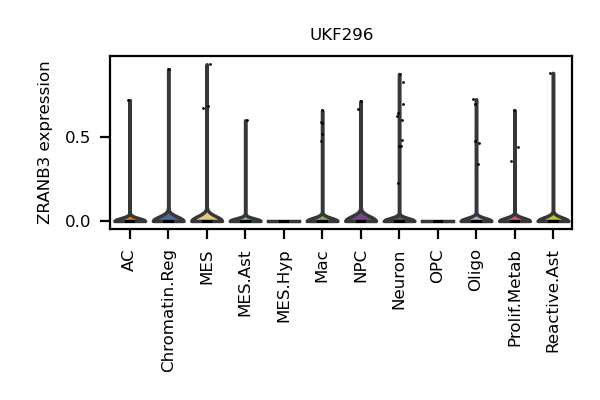 UKF296
ZRANB3 expression
0.5
0.0
AC
Chromatin.Reg
MES
MES.Ast
MES.Hyp
Mac
NPC
Neuron
OPC
Oligo
Prolif.Metab
Reactive.Ast